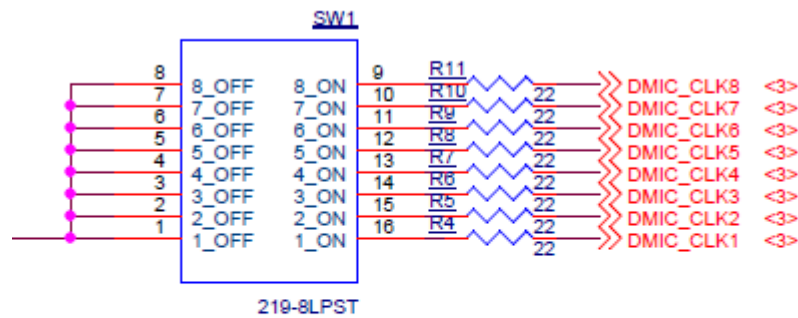 SW1
8 8_OFF 8_ON 9 R11 DMIC_CLK8 <3>
7 7_OFF 7_ON 10 R10 22 DMIC_CLK7 <3>
6 6_OFF 6_ON 11 R9 22 DMIC_CLK6 <3>
5 5_OFF 5_ON 12 R8 22 DMIC_CLK5 <3>
4 4_OFF 4_ON 13 R7 22 DMIC_CLK4 <3>
3 3_OFF 3_ON 14 R6 22 DMIC_CLK3 <3>
2 2_OFF 2_ON 15 R5 22 DMIC_CLK2 <3>
1 1_OFF 1_ON 16 R4 22 DMIC_CLK1 <3>
22
219-8LPST